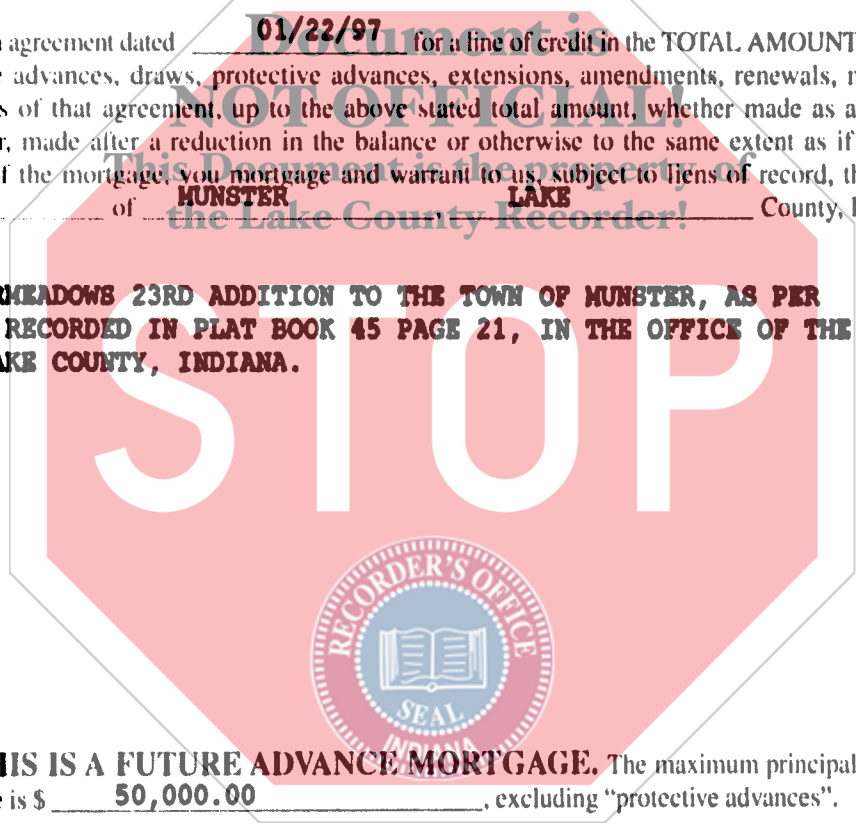 Document is
agreement dated 01/22/97 for a line of credit in the TOTAL AMOUNT
advances, draws, protective advances, extensions, amendments, renewals,
of that agreement, up to the above stated total amount, whether made as a
NOT OFFICIAL!
made after a reduction in the balance or otherwise to the same extent as if
This Document is the property of
the mortgage, you mortgage and warrant to us, subject to liens of record,
of MUNSTER, LAKE County,
the Lake County Recorder!
MEADOWS 23RD ADDITION TO THE TOWN OF MUNSTER, AS PER
RECORDED IN PLAT BOOK 45 PAGE 21, IN THE OFFICE OF THE
COUNTY, INDIANA.
STOP
RECORDER'S OFFICE
SEAL
INDIANA
IS IS A FUTURE ADVANCE MORTGAGE. The maximum principal
is $ 50,000.00, excluding "protective advances".